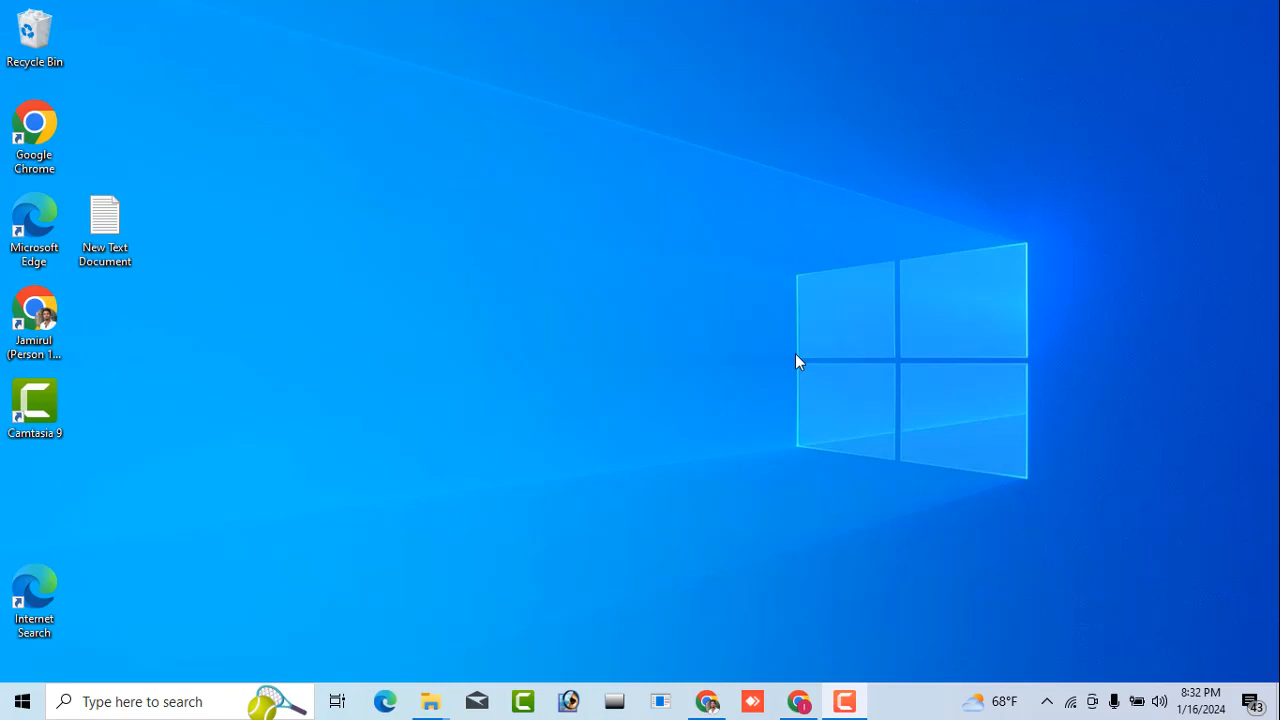 Recycle Bin
Google
Chrome
Microsoft
Edge
New Text
Document
Jamirul
(Person 1...
Camtasia 9
Internet
Search
Type here to search
68°F
8:32 PM
1/16/2024
43